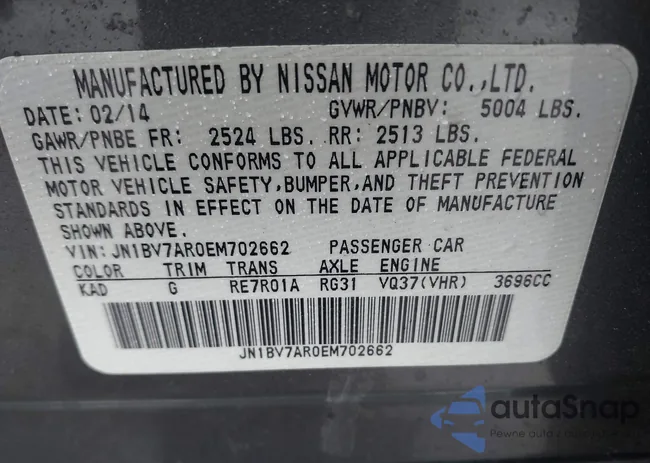 MANUFACTURED BY NISSAN MOTOR CO.,LTD.
DATE: 02/14 GVWR/PNBV: 5004 LBS.
GAWR/PNBE FR: 2524 LBS. RR: 2513 LBS.
THIS VEHICLE CONFORMS TO ALL APPLICABLE FEDERAL
MOTOR VEHICLE SAFETY,BUMPER,AND THEFT PREVENTION
STANDARDS IN EFFECT ON THE DATE OF MANUFACTURE
SHOWN ABOVE.
VIN: JN1BV7AR0EM702662 PASSENGER CAR
COLOR TRIM TRANS AXLE ENGINE
KAD G RE7R01A RG31 VQ37(VHR) 3696CC
JN1BV7AR0EM702662
autoSnap
Pewne auta z aukcji